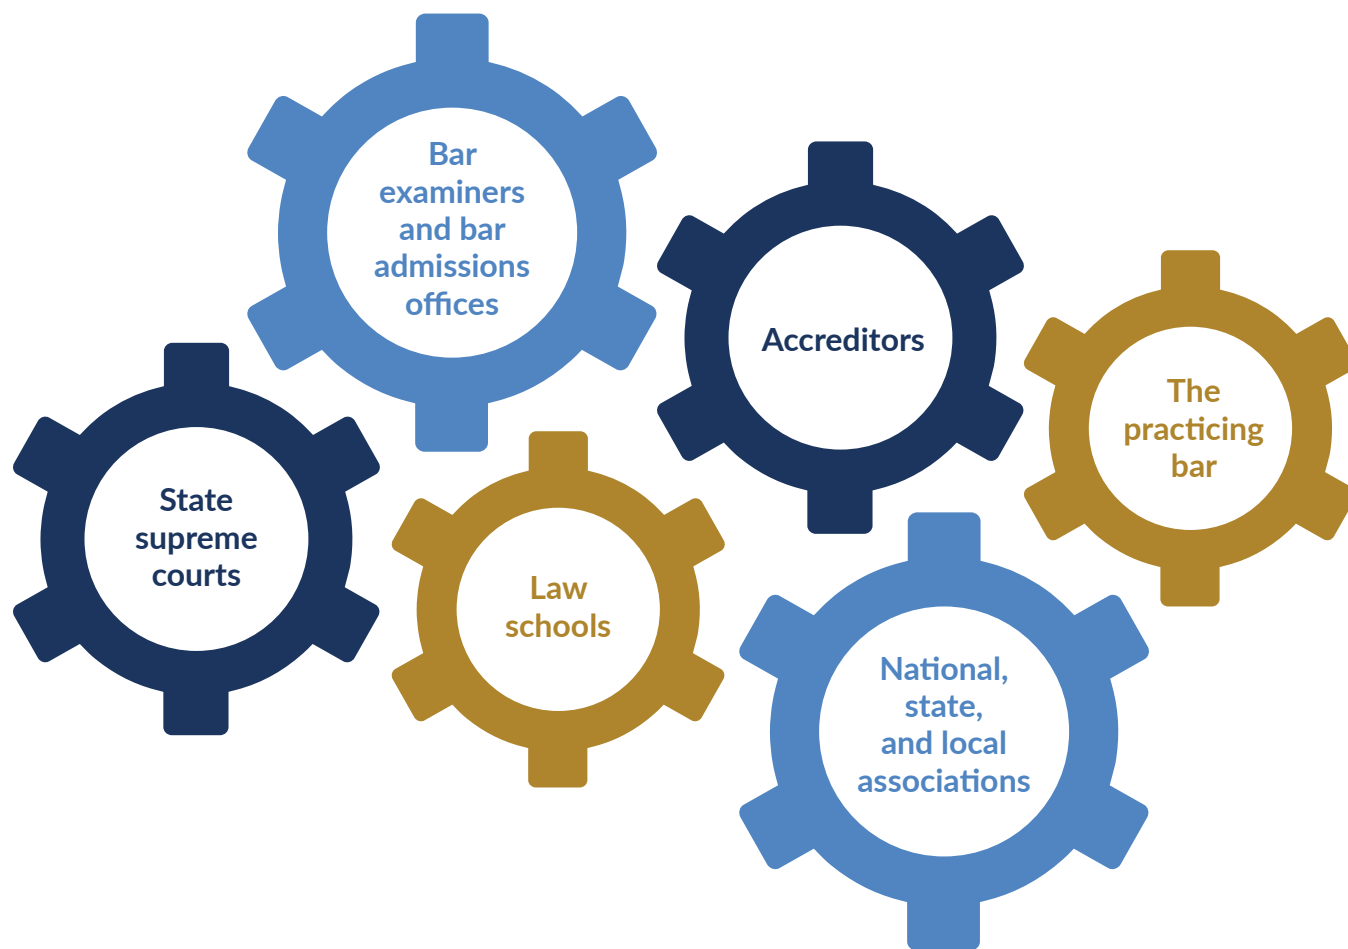 Bar
examiners
and bar
admissions
offices
Accreditors
The
practicing
bar
State
supreme
courts
Law
schools
National,
state,
and local
associations